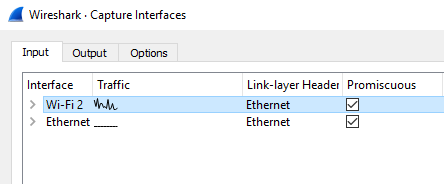 Wireshark · Capture Interfaces
Input Output Options
Interface Traffic Link-layer Header Promiscuous
Wi-Fi 2 Ethernet
Ethernet Ethernet